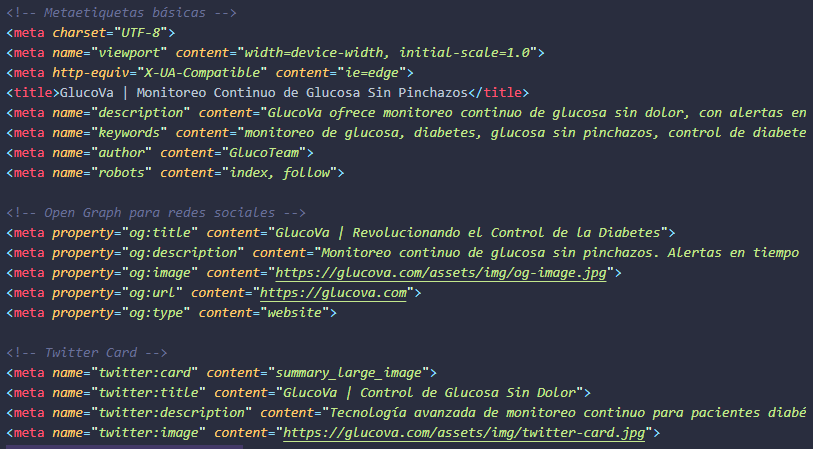 <!-- Metaetiquetas básicas -->
<meta charset="UTF-8">
<meta name="viewport" content="width=device-width, initial-scale=1.0">
<meta http-equiv="X-UA-Compatible" content="ie=edge">
<title>GlucoVa | Monitoreo Continuo de Glucosa Sin Pinchazos</title>
<meta name="description" content="GlucoVa ofrece monitoreo continuo de glucosa sin dolor, con alertas en
<meta name="keywords" content="monitoreo de glucosa, diabetes, glucosa sin pinchazos, control de diabete
<meta name="author" content="GlucoTeam">
<meta name="robots" content="index, follow">
<!-- Open Graph para redes sociales -->
<meta property="og:title" content="GlucoVa | Revolucionando el Control de la Diabetes">
<meta property="og:description" content="Monitoreo continuo de glucosa sin pinchazos. Alertas en tiempo
<meta property="og:image" content="https://glucova.com/assets/img/og-image.jpg">
<meta property="og:url" content="https://glucova.com">
<meta property="og:type" content="website">
<!-- Twitter Card -->
<meta name="twitter:card" content="summary_large_image">
<meta name="twitter:title" content="GlucoVa | Control de Glucosa Sin Dolor">
<meta name="twitter:description" content="Tecnología avanzada de monitoreo continuo para pacientes diabé
<meta name="twitter:image" content="https://glucova.com/assets/img/twitter-card.jpg">